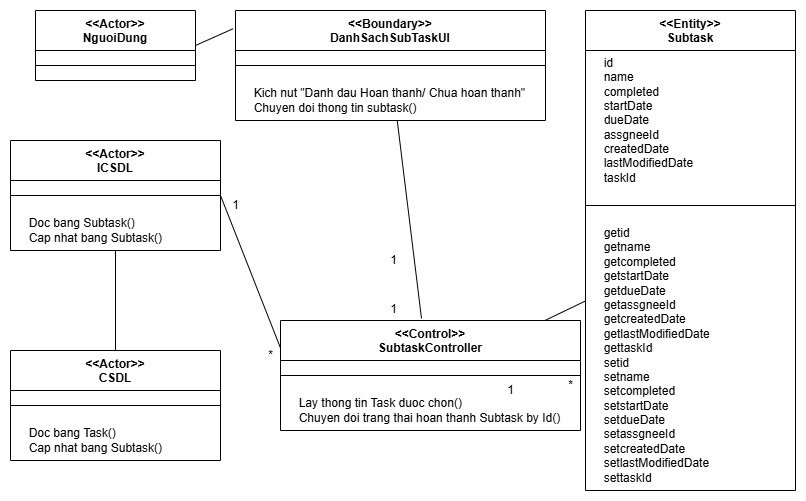 <<Actor>>
NguoiDung
<<Boundary>>
DanhSachSubTaskUI
Kich nut "Danh dau Hoan thanh/ Chua hoan thanh"
Chuyen doi thong tin subtask()
<<Entity>>
Subtask
id
name
completed
startDate
dueDate
assgneeId
createdDate
lastModifiedDate
taskId
getid
getname
getcompleted
getstartDate
getdueDate
getassgneeId
getcreatedDate
getlastModifiedDate
gettaskId
setid
setname
setcompleted
setstartDate
setdueDate
setassgneeId
setcreatedDate
setlastModifiedDate
settaskId
<<Actor>>
ICSDL
Doc bang Subtask()
Cap nhat bang Subtask()
1
1
1
*
<<Control>>
SubtaskController
1
*
Lay thong tin Task duoc chon()
Chuyen doi trang thai hoan thanh Subtask by Id()
<<Actor>>
CSDL
Doc bang Task()
Cap nhat bang Subtask()